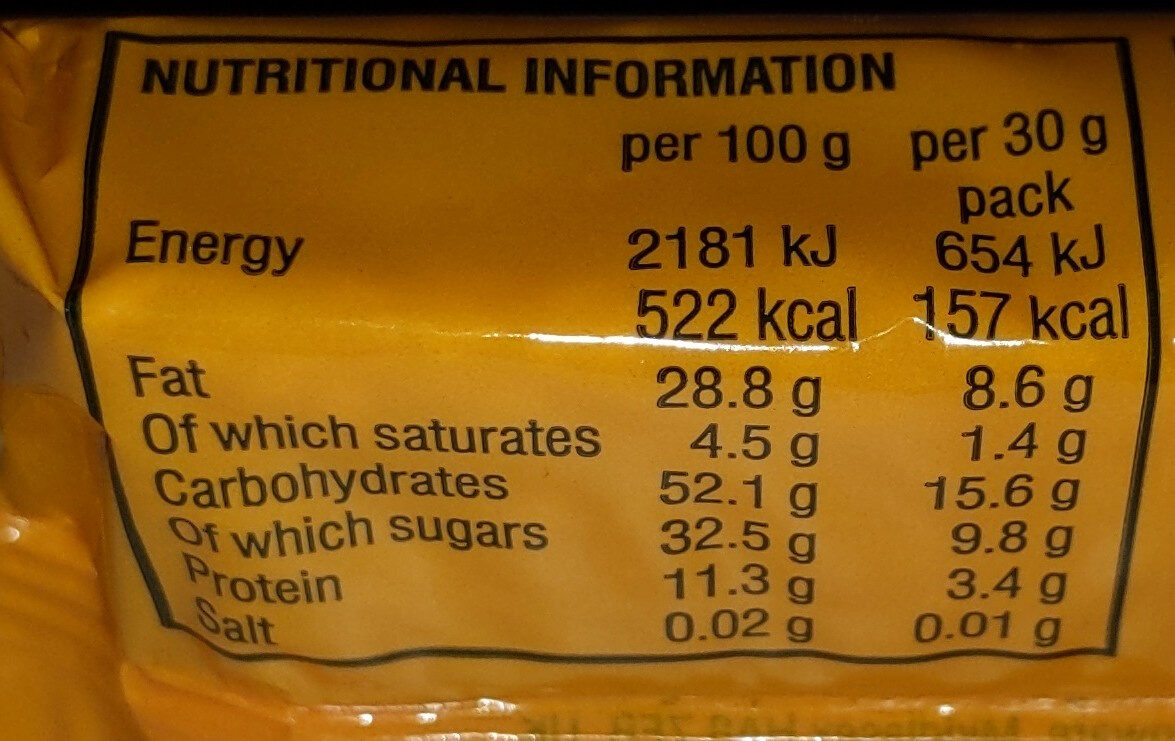 NUTRITIONAL INFORMATION
per 100 g per 30 g
pack
Energy 2181 kJ 654 kJ
522 kcal 157 kcal
Fat 28.8 g 8.6 g
Of which saturates 4.5 g 1.4 g
Carbohydrates 52.1 g 15.6 g
Of which sugars 32.5 g 9.8 g
Protein 11.3 g 3.4 g
Salt 0.02 g 0.01 g